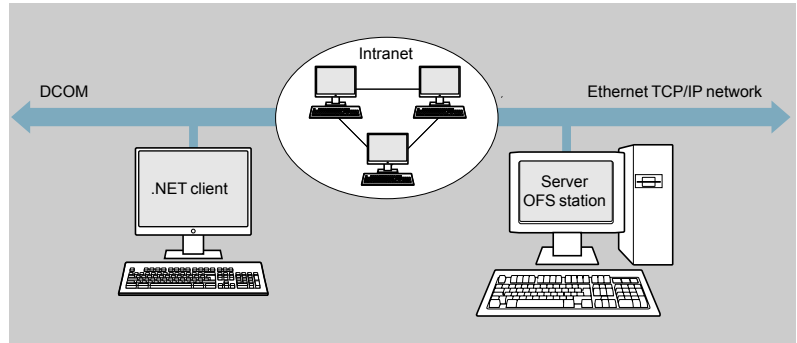 Intranet
DCOM
Ethernet TCP/IP network
.NET client
Server
OFS station